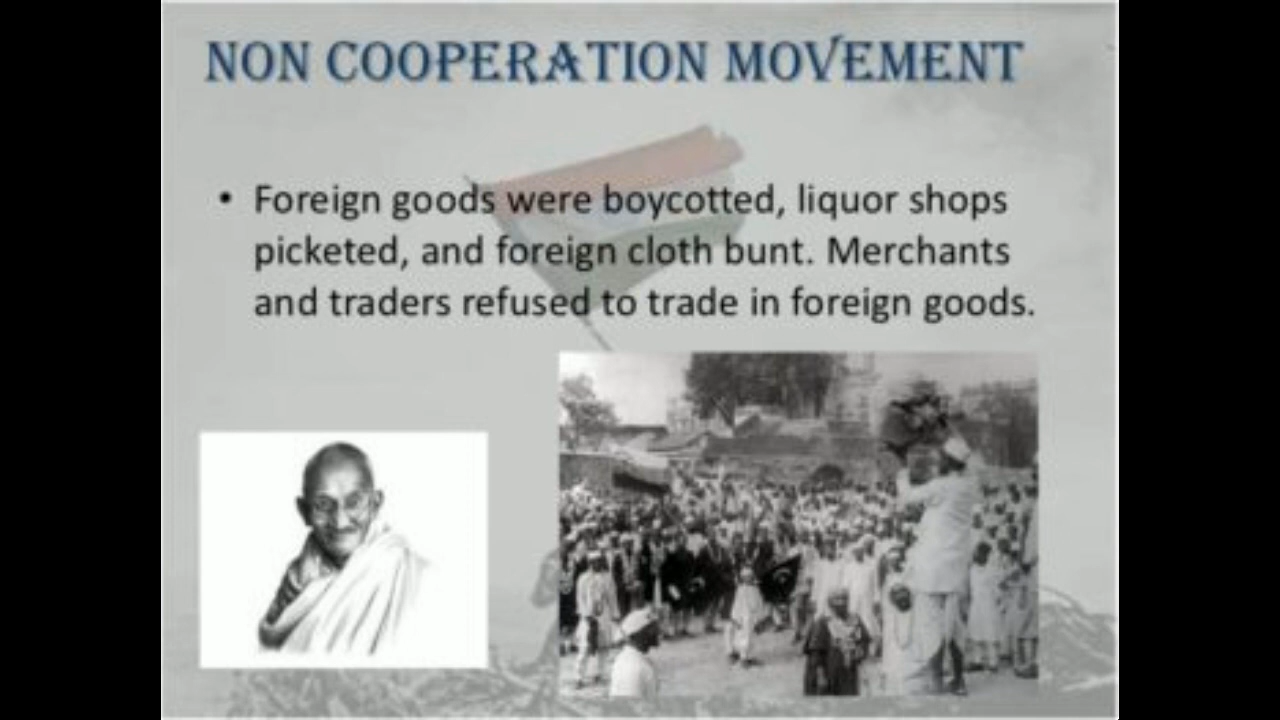 NON COOPERATION MOVEMENT
• Foreign goods were boycotted, liquor shops
picketed, and foreign cloth bunt. Merchants
and traders refused to trade in foreign goods.